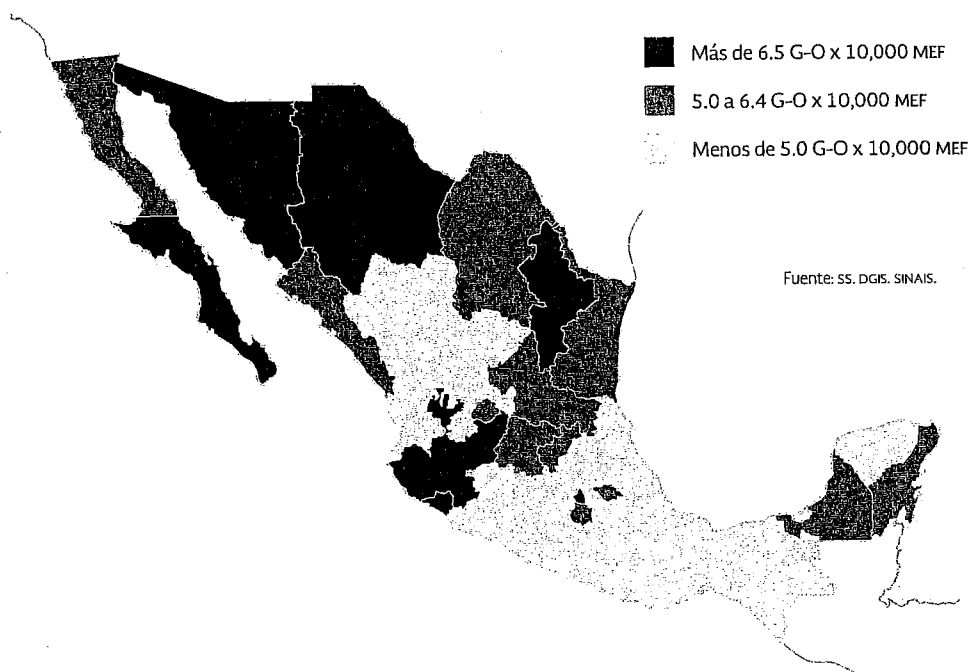 Más de 6.5 G-O x 10,000 MEF
5.0 a 6.4 G-O x 10,000 MEF
Menos de 5.0 G-O x 10,000 MEF
Fuente: SS. DGIS. SINAIS.